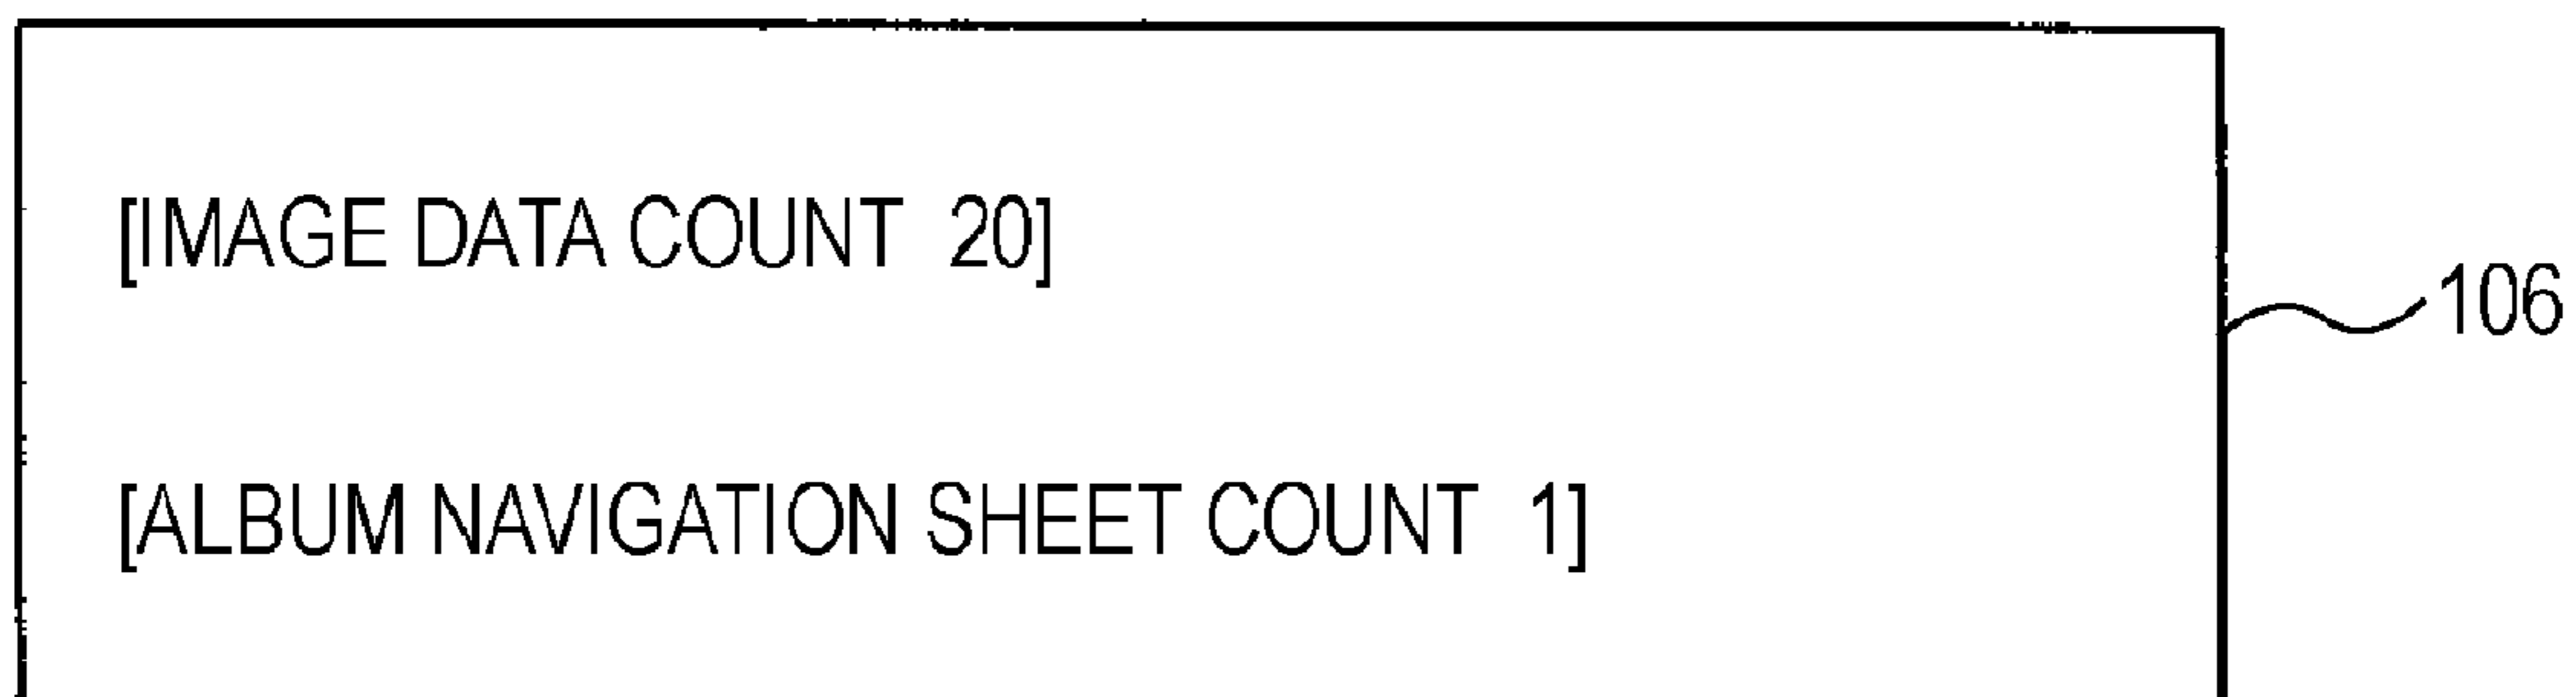 [IMAGE DATA COUNT 20]
106
[ALBUM NAVIGATION SHEET COUNT 1]